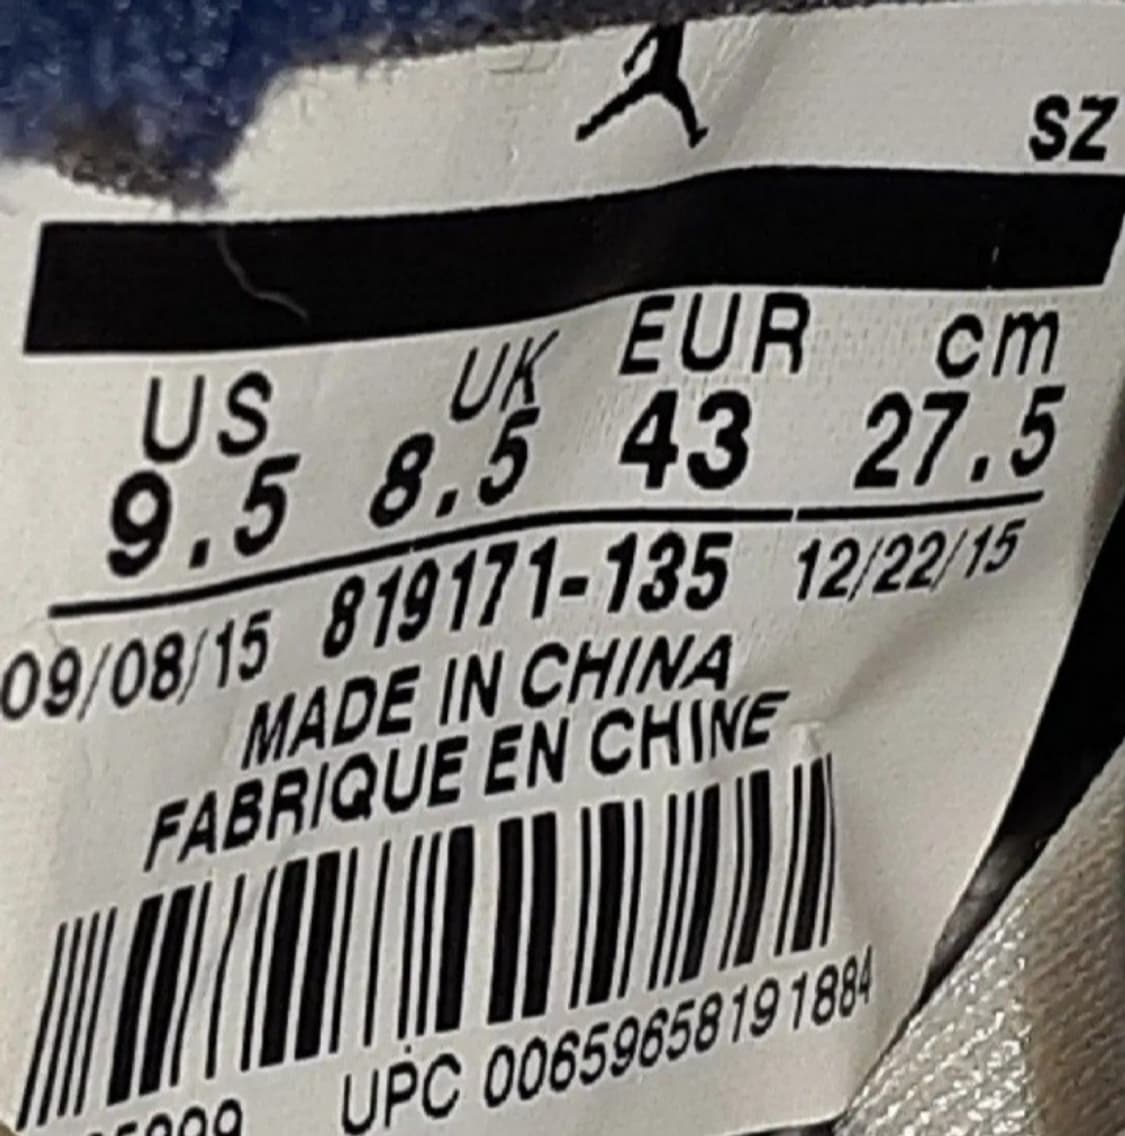 SZ
US UK EUR cm
9.5 8.5 43 27.5
09/08/15 819171-135 12/22/15
MADE IN CHINA
FABRIQUE EN CHINE
UPC 00659658191884